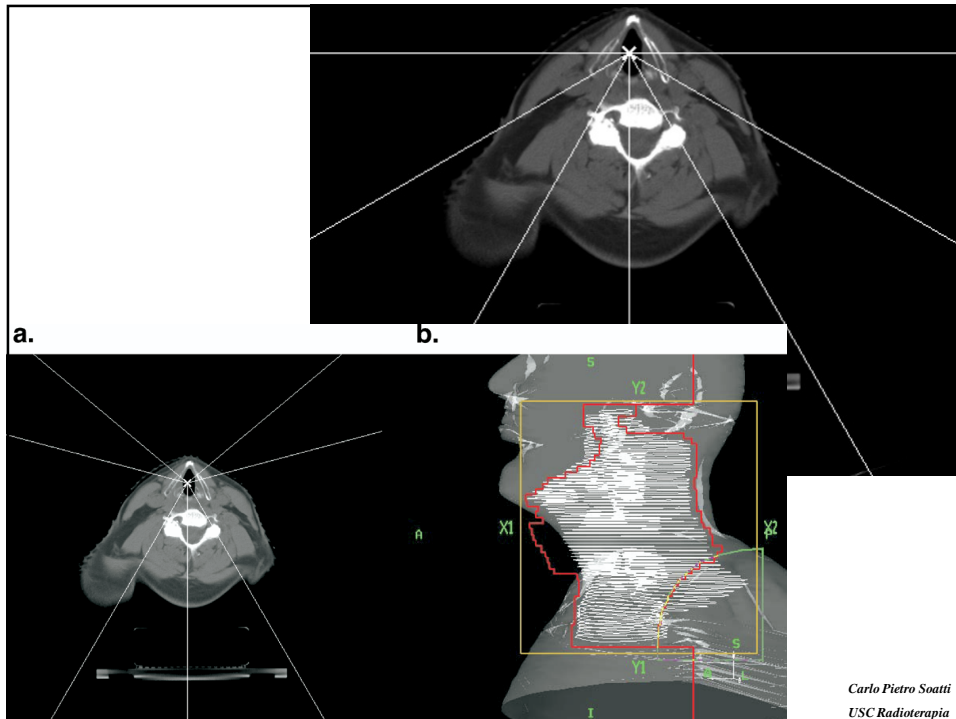 a.
b.
S
Y2
A
X1
X2
P
S
Y1
L
I
Carlo Pietro Soatti
USC Radioterapia